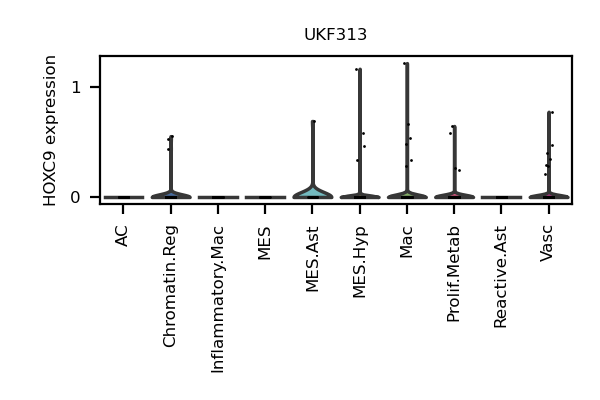 UKF313
HOXC9 expression
1
0
AC
Chromatin.Reg
Inflammatory.Mac
MES
MES.Ast
MES.Hyp
Mac
Prolif.Metab
Reactive.Ast
Vasc